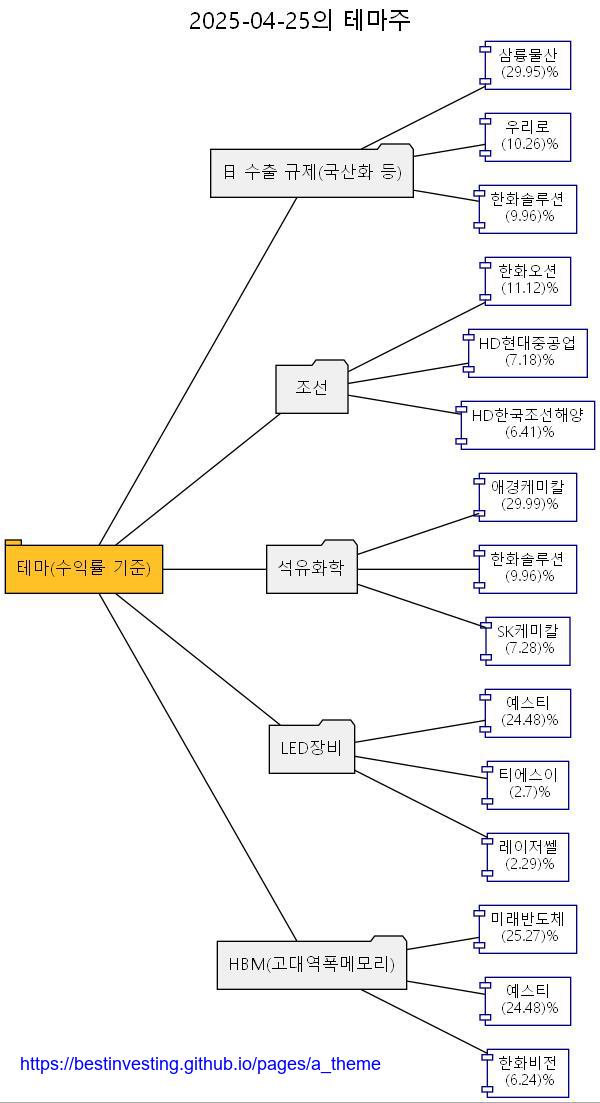 2025-04-25의 테마주
삼륭물산
(29.95)%
우리로
(10.26)%
日 수출 규제(국산화 등)
한화솔루션
(9.96)%
한화오션
(11.12)%
HD현대중공업
(7.18)%
조선
HD한국조선해양
(6.41)%
애경케미칼
(29.99)%
테마(수익률 기준)
석유화학
한화솔루션
(9.96)%
SK케미칼
(7.28)%
예스티
(24.48)%
LED장비
티에스이
(2.7)%
레이저쎌
(2.29)%
미래반도체
(25.27)%
HBM(고대역폭메모리)
예스티
(24.48)%
한화비전
(6.24)%
https://bestinvesting.github.io/pages/a_theme